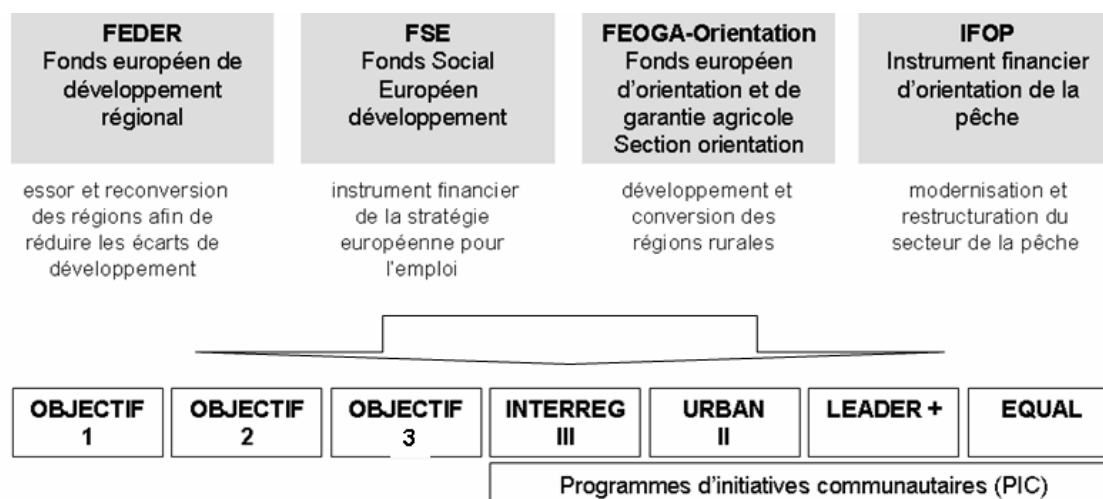 FEDER
Fonds européen de
développement
régional
FSE
Fonds Social
Européen
développement
FEOGA-Orientation
Fonds européen
d'orientation et de
garantie agricole
Section orientation
IFOP
Instrument financier
d'orientation de la
pêche
essor et reconversion
des régions afin de
réduire les écarts de
développement
instrument financier
de la stratégie
européenne pour
l'emploi
développement et
conversion des
régions rurales
modernisation et
restructuration du
secteur de la pêche
OBJECTIF
1
OBJECTIF
2
OBJECTIF
3
INTERREG
III
URBAN
II
LEADER +
EQUAL
Programmes d'initiatives communautaires (PIC)